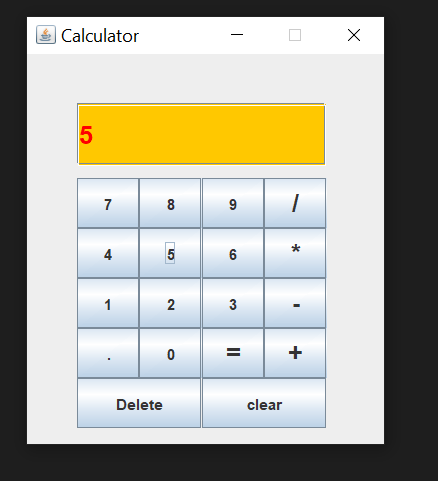 Calculator
5
7 8 9 /
4 5 6 *
1 2 3 -
. 0 = +
Delete clear